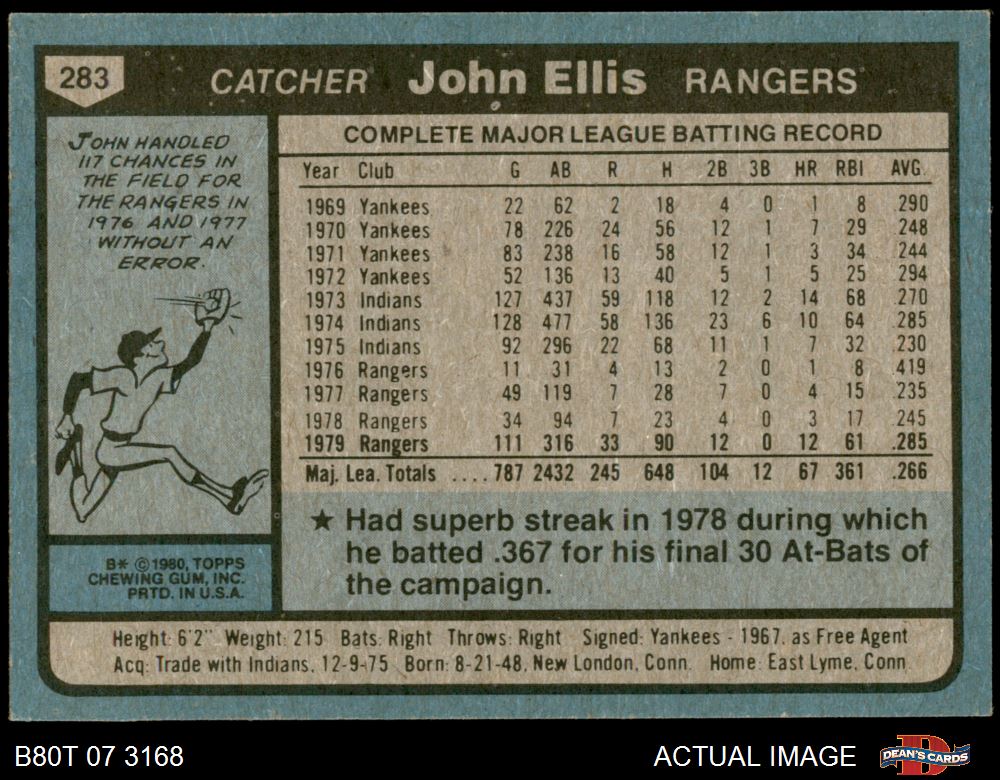 283 CATCHER John Ellis RANGERS
JOHN HANDLED
117 CHANCES IN
THE FIELD FOR
THE RANGERS IN
1976 AND 1977
WITHOUT AN
ERROR.
COMPLETE MAJOR LEAGUE BATTING RECORD
Year Club G AB R H 2B 3B HR RBI AVG.
1969 Yankees 22 62 2 18 4 0 1 8 .290
1970 Yankees 78 226 24 56 12 1 7 29 .248
1971 Yankees 83 238 16 58 12 1 3 34 .244
1972 Yankees 52 136 13 40 5 1 5 25 .294
1973 Indians 127 437 59 118 12 2 14 68 .270
1974 Indians 128 477 58 136 23 6 10 64 .285
1975 Indians 92 296 22 68 11 1 7 32 .230
1976 Rangers 11 31 4 13 2 0 1 8 .419
1977 Rangers 49 119 7 28 7 0 4 15 .235
1978 Rangers 34 94 7 23 4 0 3 17 .245
1979 Rangers 111 316 33 90 12 0 12 61 .285
Maj. Lea. Totals .... 787 2432 245 648 104 12 67 361 .266
★ Had superb streak in 1978 during which
he batted .367 for his final 30 At-Bats of
the campaign.
B* ©1980, TOPPS
CHEWING GUM, INC.
PRTD. IN U.S.A.
Height: 6'2" Weight: 215 Bats: Right Throws: Right Signed: Yankees - 1967, as Free Agent
Acq: Trade with Indians, 12-9-75 Born: 8-21-48, New London, Conn. Home: East Lyme, Conn.
B80T 07 3168 ACTUAL IMAGE DEAN'S CARDS